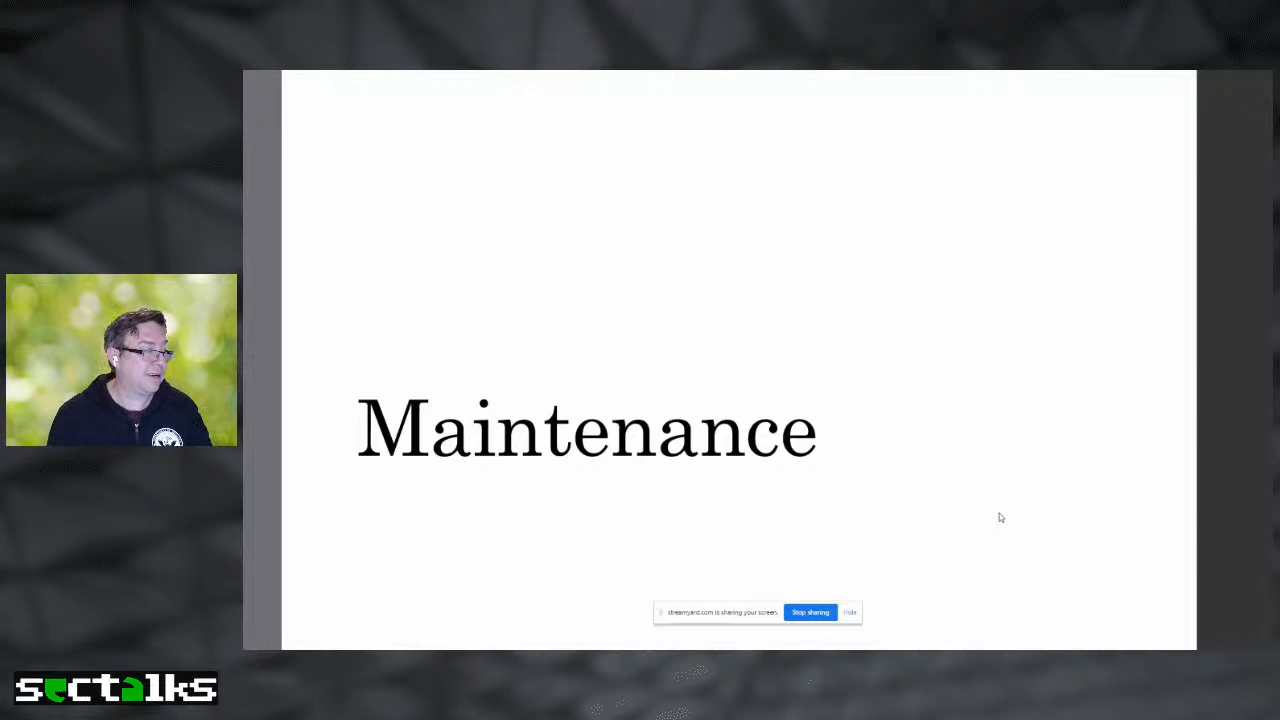 Maintenance
streamyard.com is sharing your screen.
Stop sharing
Hide
sectalks